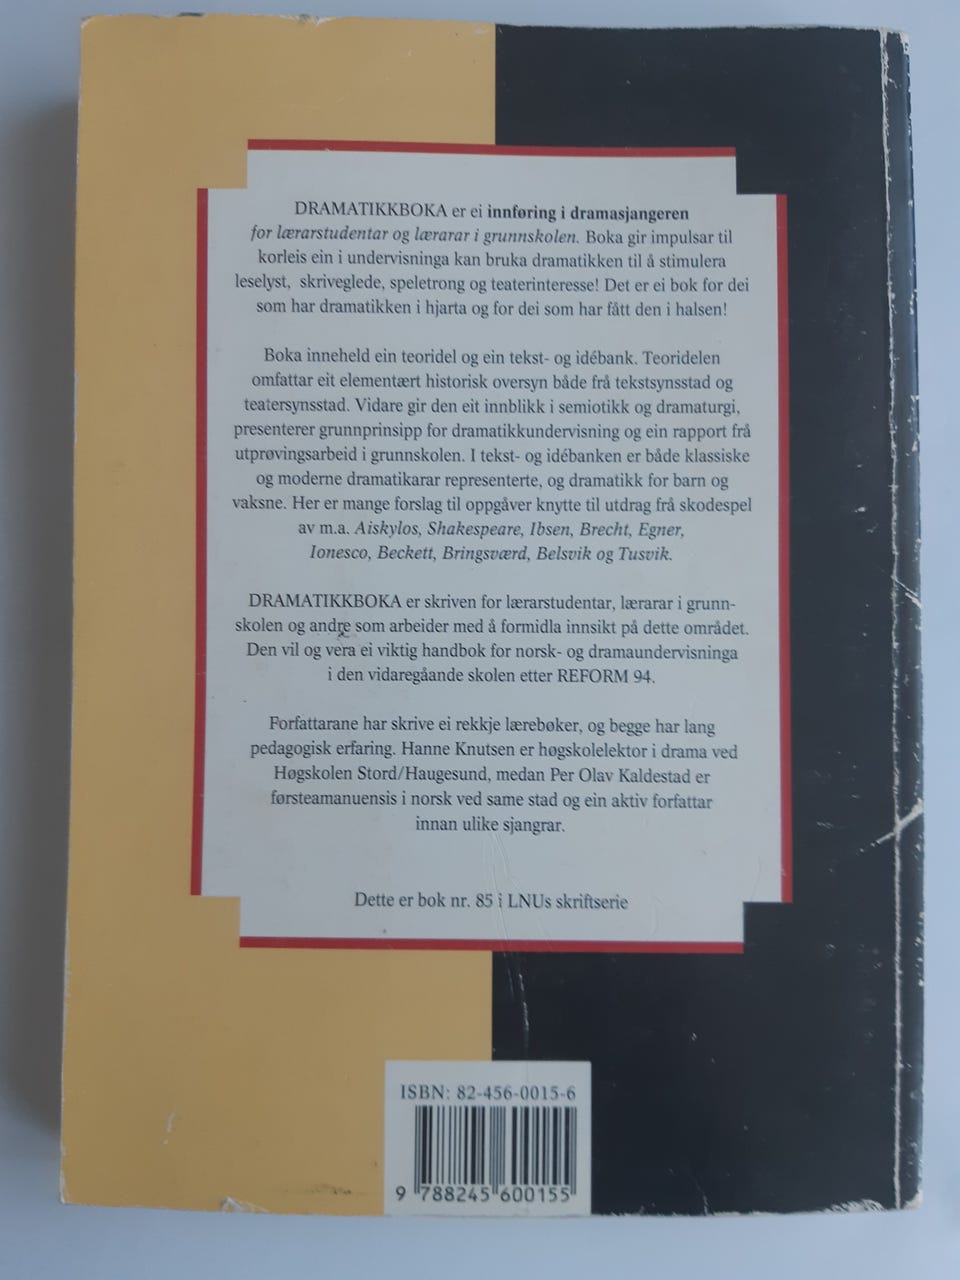 DRAMATIKKBOKA er ei innføring i dramasjangeren
for lærarstudentar og lærarar i grunnskolen. Boka gir impulsar til
korleis ein i undervisninga kan bruka dramatikken til å stimulera
leselyst, skriveglede, speletrong og teaterinteresse! Det er ei bok for dei
som har dramatikken i hjarta og for dei som har fått den i halsen!
Boka inneheld ein teoridel og ein tekst- og idébank. Teoridelen
omfattar eit elementært historisk oversyn både frå tekstsynsstad og
teatersynsstad. Vidare gir den eit innblikk i semiotikk og dramaturgi,
presenterer grunnprinsipp for dramatikkundervisning og ein rapport frå
utprøvingsarbeid i grunnskolen. I tekst- og idébanken er både klassiske
og moderne dramatikarar representerte, og dramatikk for barn og
vaksne. Her er mange forslag til oppgåver knytte til utdrag frå skodespel
av m.a. Aiskylos, Shakespeare, Ibsen, Brecht, Egner,
Ionesco, Beckett, Bringsværd, Belsvik og Tusvik.
DRAMATIKKBOKA er skriven for lærarstudentar, lærarar i grunn-
skolen og andre som arbeider med å formidla innsikt på dette området.
Den vil og vera ei viktig handbok for norsk- og dramaundervisninga
i den vidaregåande skolen etter REFORM 94.
Forfattarane har skrive ei rekkje lærebøker, og begge har lang
pedagogisk erfaring. Hanne Knutsen er høgskolelektor i drama ved
Høgskolen Stord/Haugesund, medan Per Olav Kaldestad er
førsteamanuensis i norsk ved same stad og ein aktiv forfattar
innan ulike sjangrar.
Dette er bok nr. 85 i LNUs skriftserie
ISBN: 82-456-0015-6
9 788245 600155